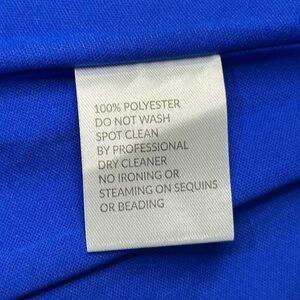 100% POLYESTER
DO NOT WASH
SPOT CLEAN
BY PROFESSIONAL
DRY CLEANER
NO IRONING OR
STEAMING ON SEQUINS
OR BEADING